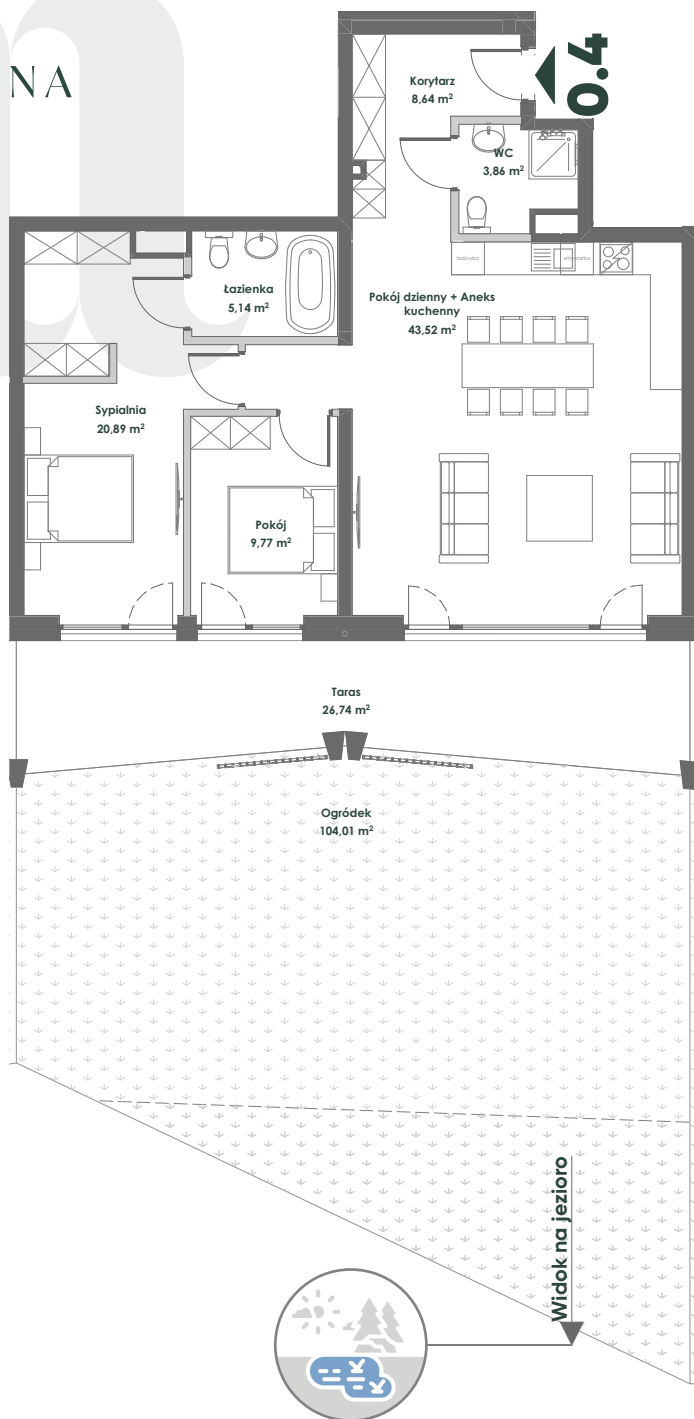 NA
0.4
Korytarz
8,64 m²
WC
3,86 m²
Łazienka
5,14 m²
lodówka
zmywarka
Pokój dzienny + Aneks
kuchenny
43,52 m²
Sypialnia
20,89 m²
Pokój
9,77 m²
Taras
26,74 m²
Ogródek
104,01 m²
Widok na jezioro